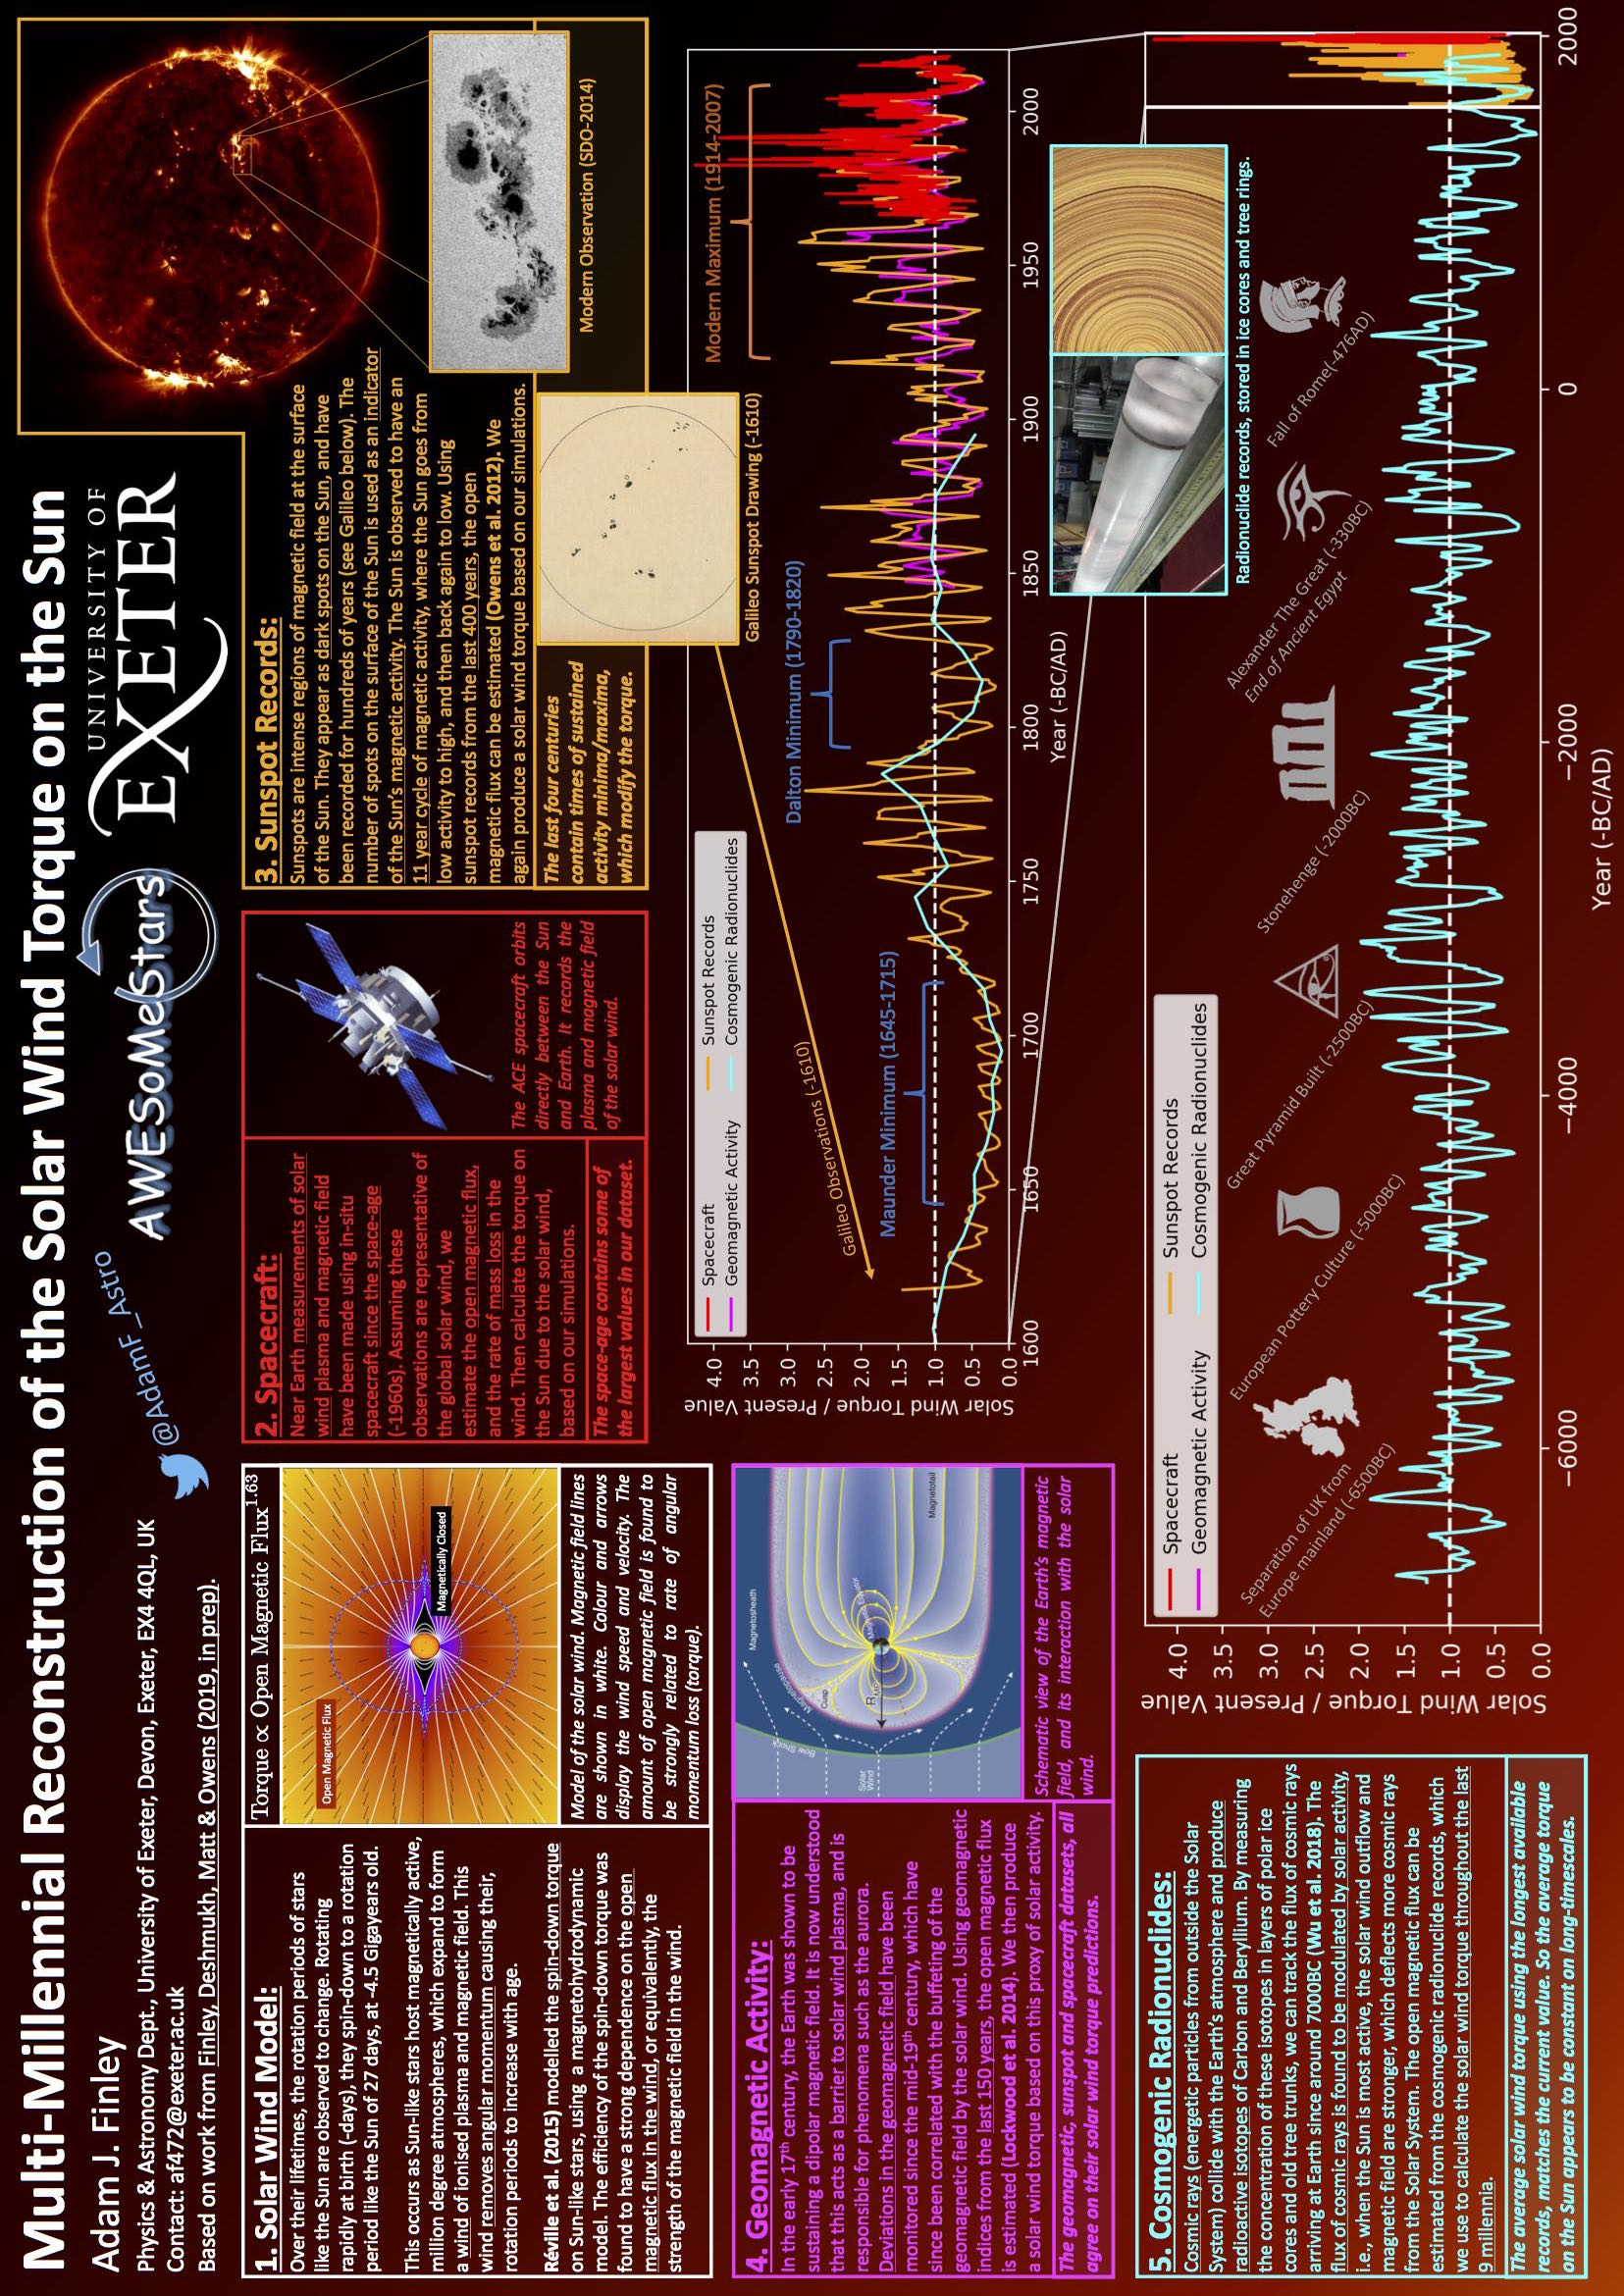 Multi-Millennial Reconstruction of the Solar Wind Torque on the Sun
Adam J. Finley
Physics & Astronomy Dept., University of Exeter, Devon, Exeter, EX4 4QL, UK
Contact: af472@exeter.ac.uk
Based on work from Finley, Deshmukh, Matt & Owens (2019, in prep).
@AdamF_Astro
AWESoMeStars
UNIVERSITY OF
EXETER
1. Solar Wind Model:
Over their lifetimes, the rotation periods of stars
like the Sun are observed to change. Rotating
rapidly at birth (~days), they spin-down to a rotation
period like the Sun of 27 days, at ~4.5 Gigayears old.
This occurs as Sun-like stars host magnetically active,
million degree atmospheres, which expand to form
a wind of ionised plasma and magnetic field. This
wind removes angular momentum causing their,
rotation periods to increase with age.
Réville et al. (2015) modelled the spin-down torque
on Sun-like stars, using a magnetohydrodynamic
model. The efficiency of the spin-down torque was
found to have a strong dependence on the open
magnetic flux in the wind, or equivalently, the
strength of the magnetic field in the wind.
Torque ∝ Open Magnetic Flux^1.63
Open Magnetic Flux
Magnetically Closed
Model of the solar wind. Magnetic field lines
are shown in white. Colour and arrows
display the wind speed and velocity. The
amount of open magnetic field is found to
be strongly related to rate of angular
momentum loss (torque).
2. Spacecraft:
Near Earth measurements of solar
wind plasma and magnetic field
have been made using in-situ
spacecraft since the space-age
(~1960s). Assuming these
observations are representative of
the global solar wind, we
estimate the open magnetic flux,
and the rate of mass loss in the
wind. Then calculate the torque on
the Sun due to the solar wind,
based on our simulations.
The space-age contains some of
the largest values in our dataset.
The ACE spacecraft orbits
directly between the Sun
and Earth. It records the
plasma and magnetic field
of the solar wind.
3. Sunspot Records:
Sunspots are intense regions of magnetic field at the surface
of the Sun. They appear as dark spots on the Sun, and have
been recorded for hundreds of years (see Galileo below). The
number of spots on the surface of the Sun is used as an indicator
of the Sun's magnetic activity. The Sun is observed to have an
11 year cycle of magnetic activity, where the Sun goes from
low activity to high, and then back again to low. Using
sunspot records from the last 400 years, the open
magnetic flux can be estimated (Owens et al. 2012). We
again produce a solar wind torque based on our simulations.
The last four centuries
contain times of sustained
activity minima/maxima,
which modify the torque.
Modern Observation (SDO-2014)
Galileo Sunspot Drawing (~1610)
4. Geomagnetic Activity:
In the early 17th century, the Earth was shown to be
sustaining a dipolar magnetic field. It is now understood
that this acts as a barrier to solar wind plasma, and is
responsible for phenomena such as the aurora.
Deviations in the geomagnetic field have been
monitored since the mid-19th century, which have
since been correlated with the buffeting of the
geomagnetic field by the solar wind. Using geomagnetic
indices from the last 150 years, the open magnetic flux
is estimated (Lockwood et al. 2014). We then produce
a solar wind torque based on this proxy of solar activity.
The geomagnetic, sunspot and spacecraft datasets, all
agree on their solar wind torque predictions.
Solar
Wind
Bow Shock
Magnetosheath
Magnetopause
Cusp
Magnetic Equator
Magnetotail
Schematic view of the Earth's magnetic
field, and its interaction with the solar
wind.
5. Cosmogenic Radionuclides:
Cosmic rays (energetic particles from outside the Solar
System) collide with the Earth's atmosphere and produce
radioactive isotopes of Carbon and Beryllium. By measuring
the concentration of these isotopes in layers of polar ice
cores and old tree trunks, we can track the flux of cosmic rays
arriving at Earth since around 7000BC (Wu et al. 2018). The
flux of cosmic rays is found to be modulated by solar activity,
i.e., when the Sun is most active, the solar wind outflow and
magnetic field are stronger, which deflects more cosmic rays
from the Solar System. The open magnetic flux can be
estimated from the cosmogenic radionuclide records, which
we use to calculate the solar wind torque throughout the last
9 millennia.
The average solar wind torque using the longest available
records, matches the current value. So the average torque
on the Sun appears to be constant on long-timescales.
Solar Wind Torque / Present Value
4.0
3.5
3.0
2.5
2.0
1.5
1.0
0.5
0.0
Spacecraft
Geomagnetic Activity
Sunspot Records
Cosmogenic Radionuclides
Galileo Observations (~1610)
Maunder Minimum (1645-1715)
Dalton Minimum (1790-1820)
Modern Maximum (1914-2007)
1600 1650 1700 1750 1800 1850 1900 1950 2000
Year (-BC/AD)
Radionuclide records, stored in ice cores and tree rings.
Solar Wind Torque / Present Value
4.0
3.5
3.0
2.5
2.0
1.5
1.0
0.5
0.0
Spacecraft
Geomagnetic Activity
Sunspot Records
Cosmogenic Radionuclides
Separation of UK from
Europe mainland (~6500BC)
European Pottery Culture (~5000BC)
Great Pyramid Built (~2500BC)
Stonehenge (~2000BC)
Alexander The Great (~330BC)
End of Ancient Egypt
Fall of Rome(~476AD)
−6000 −4000 −2000 0 2000
Year (-BC/AD)